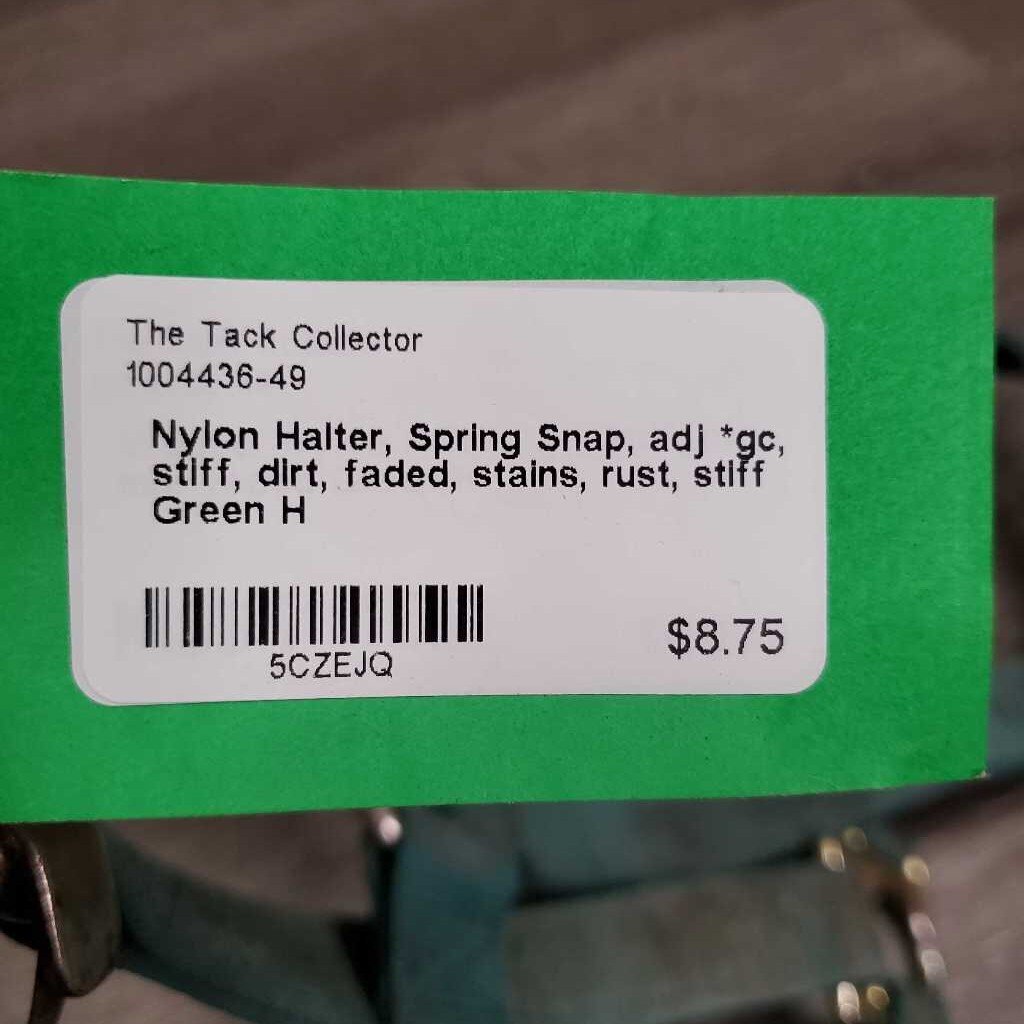 The Tack Collector
1004436-49
Nylon Halter, Spring Snap, adj *gc,
stiff, dirt, faded, stains, rust, stiff
Green H
5CZEJQ
$8.75